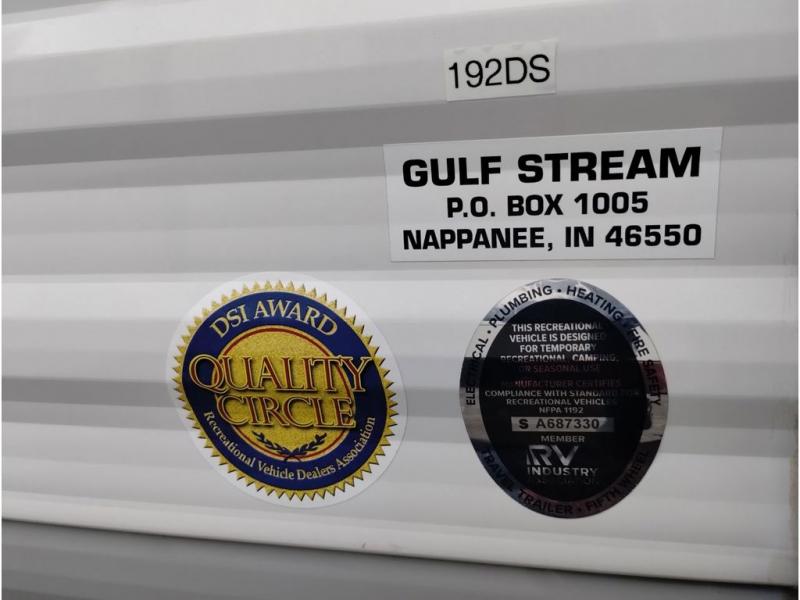 192DS
GULF STREAM
P.O. BOX 1005
NAPPANEE, IN 46550
DSI AWARD
QUALITY
CIRCLE
Recreational Vehicle Dealers Association
ELECTRICAL • PLUMBING • HEATING • FIRE SAFETY
THIS RECREATIONAL
VEHICLE IS DESIGNED
FOR TEMPORARY
RECREATIONAL, CAMPING,
OR SEASONAL USE
MANUFACTURER CERTIFIES
COMPLIANCE WITH STANDARD FOR
RECREATIONAL VEHICLES
NFPA 1192
S A687330
MEMBER
RV
INDUSTRY
ASSOCIATION
TRAVEL TRAILER • FIFTH WHEEL